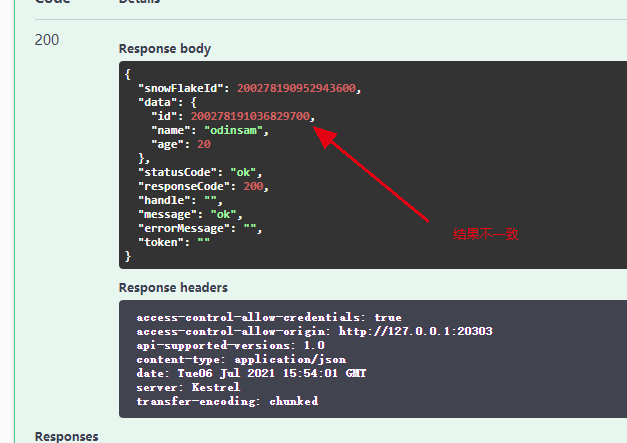 Code Details
200
Response body
{
"snowFlakeId": 200278190952943600,
"data": {
"id": 200278191036829700,
"name": "odinsam",
"age": 20
},
"statusCode": "ok",
"responseCode": 200,
"handle": "",
"message": "ok",
"errorMessage": "",
"token": ""
}
结果不一致
Response headers
access-control-allow-credentials: true
access-control-allow-origin: http://127.0.0.1:20303
api-supported-versions: 1.0
content-type: application/json
date: Tue06 Jul 2021 15:54:01 GMT
server: Kestrel
transfer-encoding: chunked
Responses